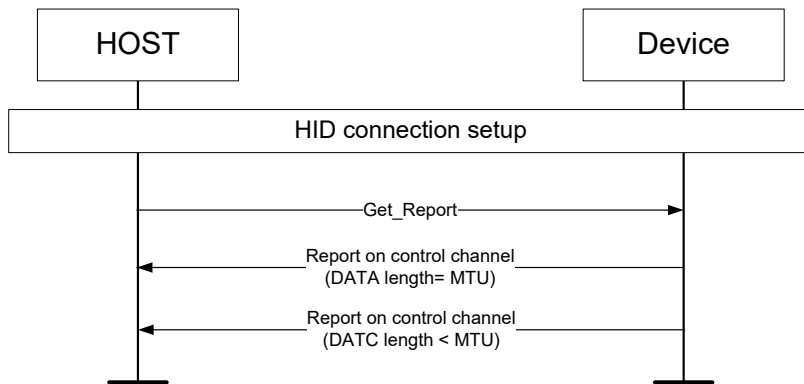 HOST
Device
HID connection setup
Get_Report
Report on control channel
(DATA length= MTU)
Report on control channel
(DATC length < MTU)